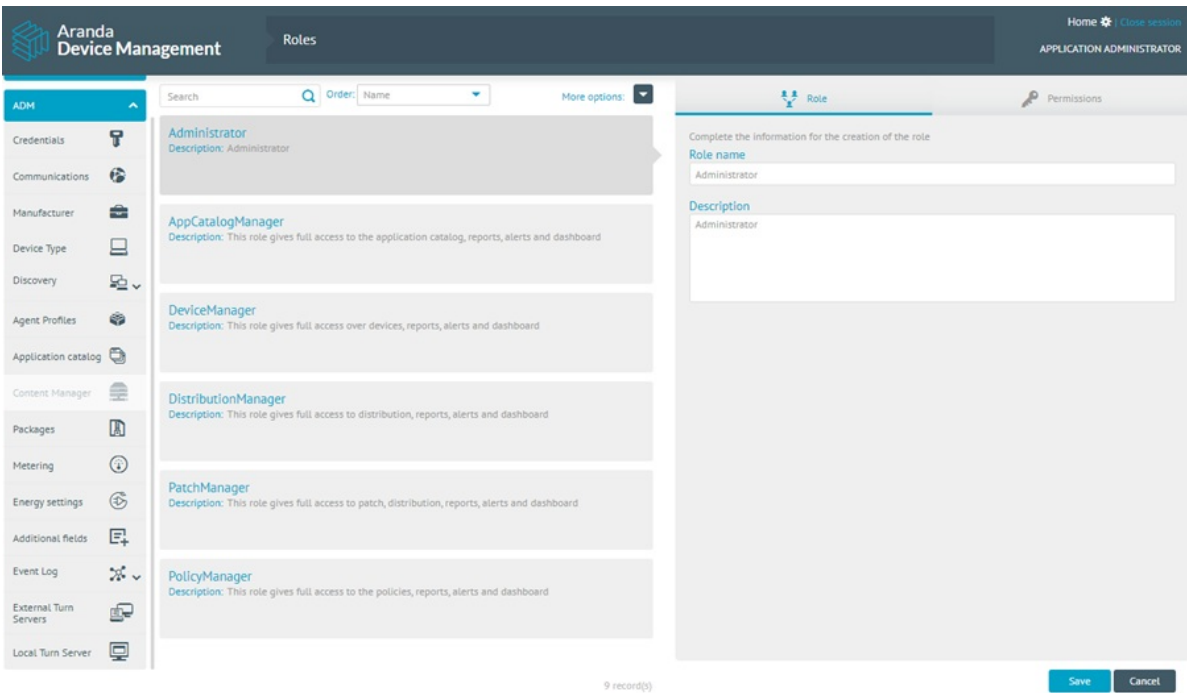 Aranda
Device Management
Roles
Home | Close session
APPLICATION ADMINISTRATOR
ADM
Credentials
Communications
Manufacturer
Device Type
Discovery
Agent Profiles
Application catalog
Content Manager
Packages
Metering
Energy settings
Additional fields
Event Log
External Turn
Servers
Local Turn Server
Search
Order: Name
More options:
Administrator
Description: Administrator
AppCatalogManager
Description: This role gives full access to the application catalog, reports, alerts and dashboard
DeviceManager
Description: This role gives full access over devices, reports, alerts and dashboard
DistributionManager
Description: This role gives full access to distribution, reports, alerts and dashboard
PatchManager
Description: This role gives full access to patch, distribution, reports, alerts and dashboard
PolicyManager
Description: This role gives full access to the policies, reports, alerts and dashboard
9 record(s)
Role
Permissions
Complete the information for the creation of the role
Role name
Administrator
Description
Administrator
Save
Cancel